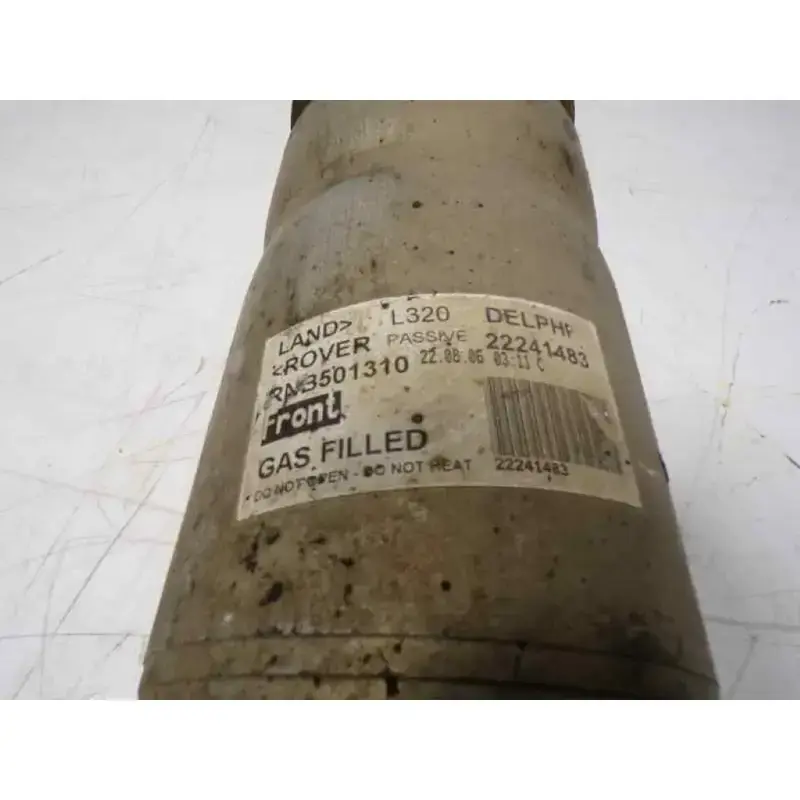 LAND> L320 DELPHI
<ROVER PASSIVE 22241483
RNB501310 22.08.06 03:11 C
Front
GAS FILLED
DO NOT OPEN - DO NOT HEAT 22241483